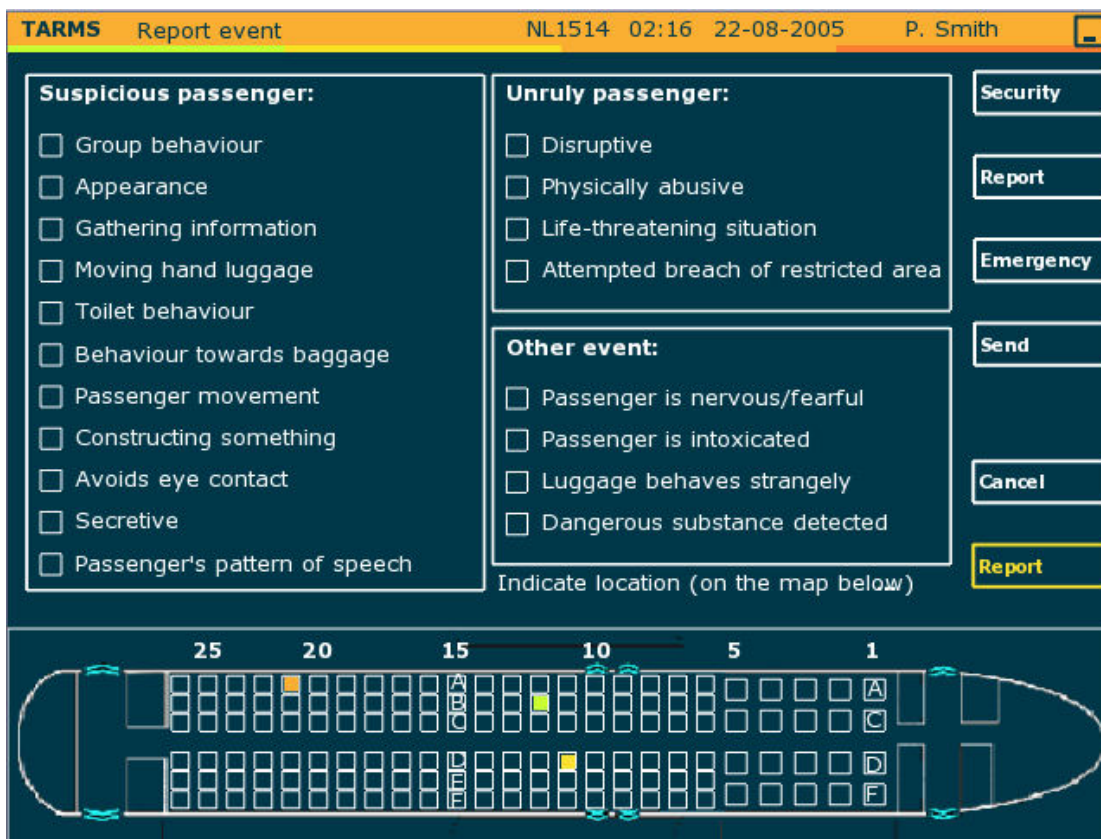 TARMS Report event NL1514 02:16 22-08-2005 P. Smith
Suspicious passenger:
Group behaviour
Appearance
Gathering information
Moving hand luggage
Toilet behaviour
Behaviour towards baggage
Passenger movement
Constructing something
Avoids eye contact
Secretive
Passenger's pattern of speech
Unruly passenger:
Disruptive
Physically abusive
Life-threatening situation
Attempted breach of restricted area
Other event:
Passenger is nervous/fearful
Passenger is intoxicated
Luggage behaves strangely
Dangerous substance detected
Indicate location (on the map below)
Security
Report
Emergency
Send
Cancel
Report
25 20 15 10 5 1
A A
B
C C
D D
E
F F